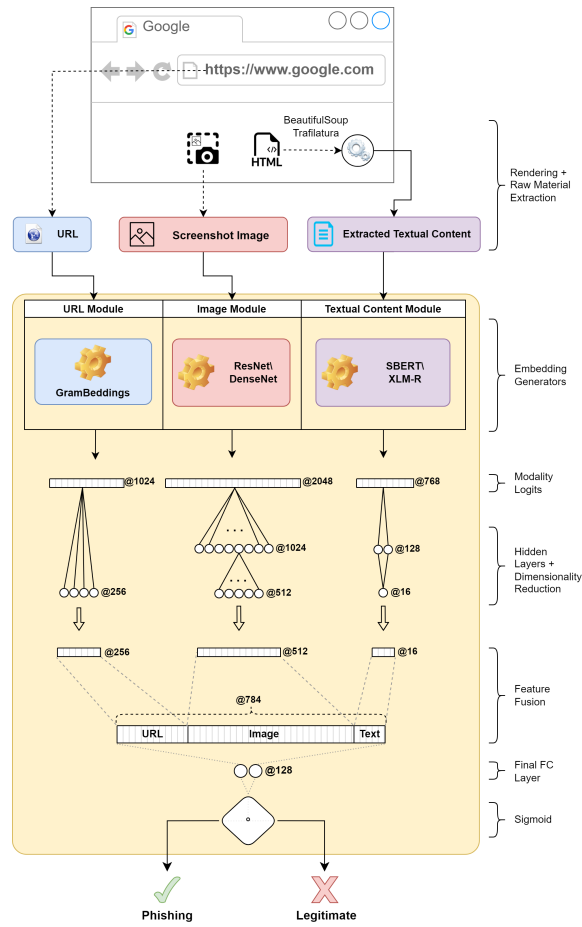 Google
https://www.google.com
BeautifulSoup
Trafilatura
HTML
Rendering +
Raw Material
Extraction
URL
Screenshot Image
Extracted Textual Content
URL Module
Image Module
Textual Content Module
GramBeddings
ResNet\
DenseNet
SBERT\
XLM-R
Embedding
Generators
@1024
@2048
@768
Modality
Logits
...
@1024
@128
Hidden
Layers +
Dimensionality
Reduction
...
@256
@512
@16
@256
@512
@16
Feature
Fusion
@784
URL
Image
Text
@128
Final FC
Layer
Sigmoid
Phishing
Legitimate